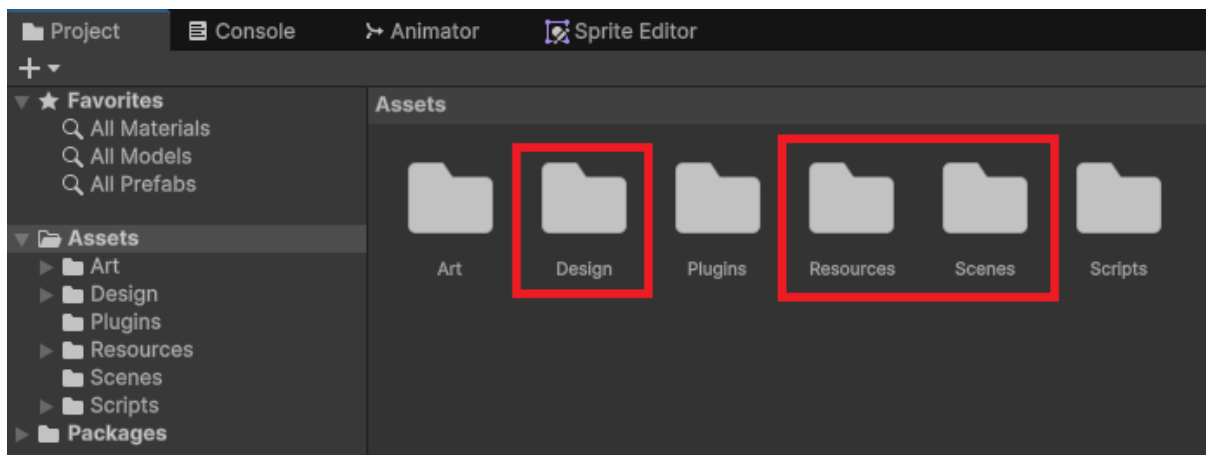 Project Console Animator Sprite Editor
Favorites
All Materials
All Models
All Prefabs
Assets
Art
Design
Plugins
Resources
Scenes
Scripts
Packages
Assets
Art Design Plugins Resources Scenes Scripts